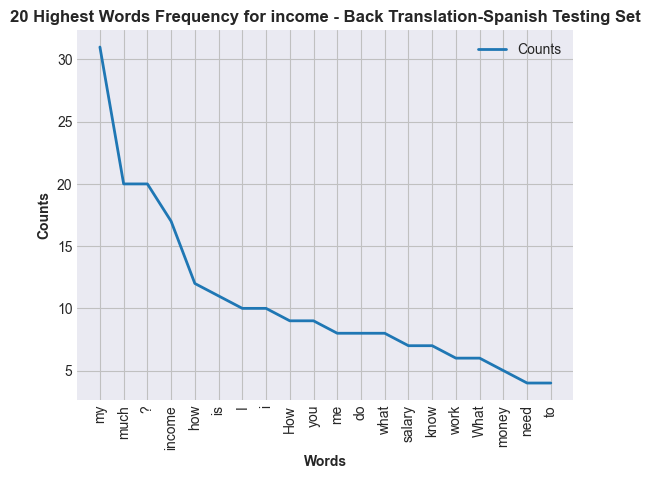 20 Highest Words Frequency for income - Back Translation-Spanish Testing Set
Counts
30
25
20
15
10
5
Counts
my
much
?
income
how
is
I
i
How
you
me
do
what
salary
know
work
What
money
need
to
Words